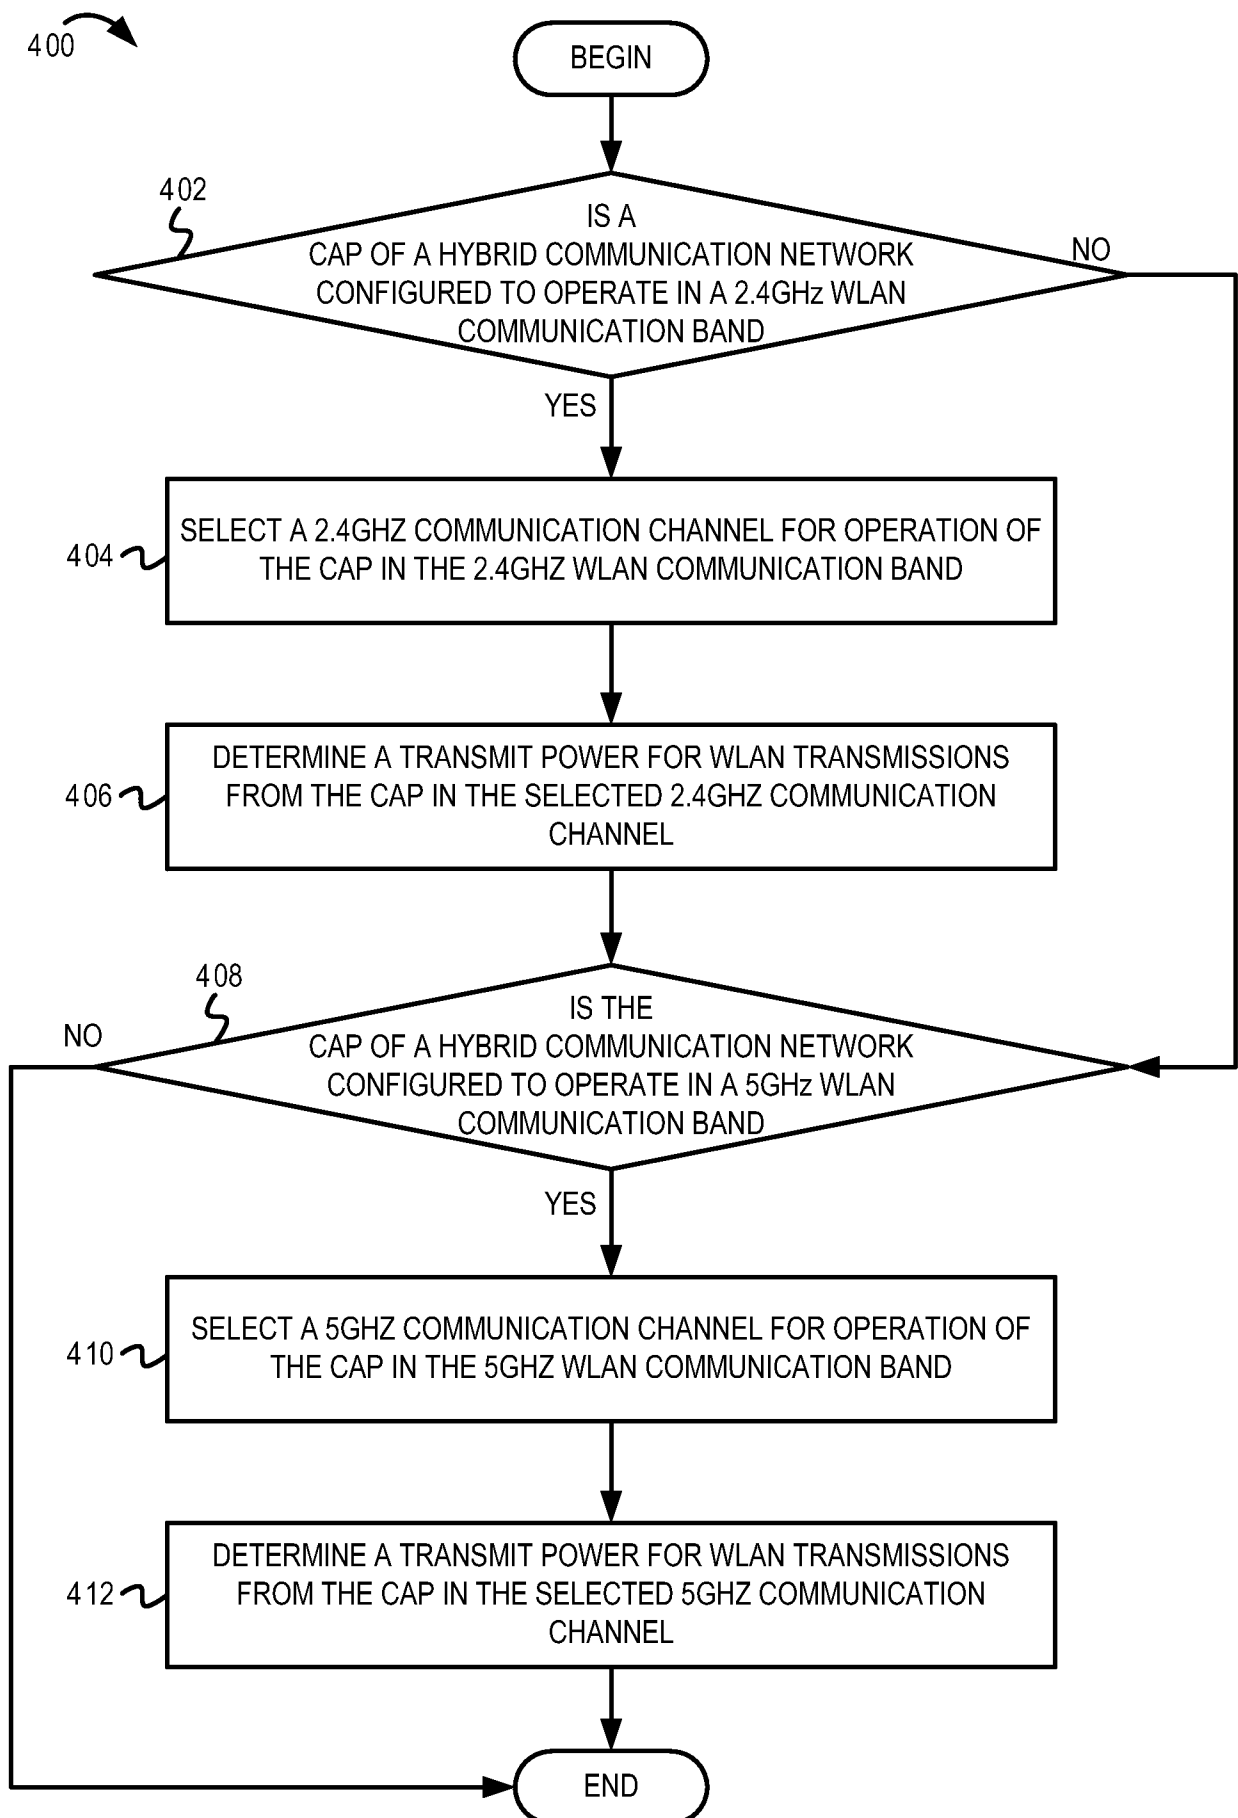 400
BEGIN
402
IS A
CAP OF A HYBRID COMMUNICATION NETWORK
CONFIGURED TO OPERATE IN A 2.4GHz WLAN
COMMUNICATION BAND
NO
YES
404
SELECT A 2.4GHZ COMMUNICATION CHANNEL FOR OPERATION OF
THE CAP IN THE 2.4GHZ WLAN COMMUNICATION BAND
406
DETERMINE A TRANSMIT POWER FOR WLAN TRANSMISSIONS
FROM THE CAP IN THE SELECTED 2.4GHZ COMMUNICATION
CHANNEL
408
NO
IS THE
CAP OF A HYBRID COMMUNICATION NETWORK
CONFIGURED TO OPERATE IN A 5GHz WLAN
COMMUNICATION BAND
YES
410
SELECT A 5GHZ COMMUNICATION CHANNEL FOR OPERATION OF
THE CAP IN THE 5GHZ WLAN COMMUNICATION BAND
412
DETERMINE A TRANSMIT POWER FOR WLAN TRANSMISSIONS
FROM THE CAP IN THE SELECTED 5GHZ COMMUNICATION
CHANNEL
END